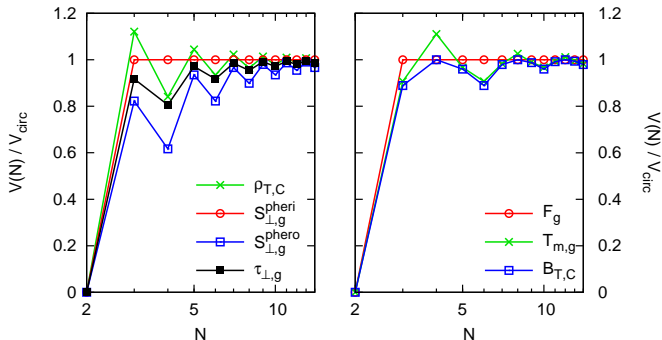 V(N) / V_circ
1.2
1
0.8
0.6
0.4
0.2
0
2
5
10
N
ρ_T,C
S^pheri_⊥,g
S^phero_⊥,g
τ_⊥,g
2
5
10
N
F_g
T_m,g
B_T,C
1.2
1
0.8
0.6
0.4
0.2
0
V(N) / V_circ